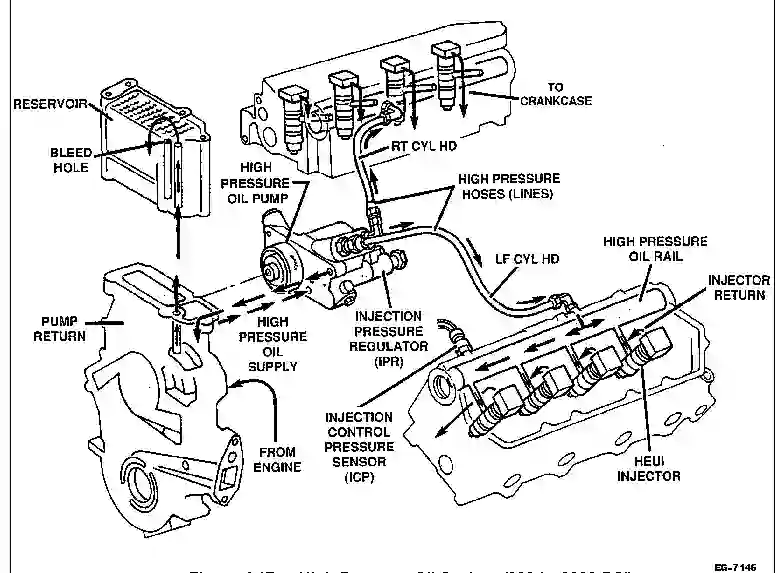 TO
CRANKCASE
RESERVOIR
BLEED
HOLE
RT CYL HD
HIGH
PRESSURE
OIL PUMP
HIGH PRESSURE
HOSES (LINES)
HIGH PRESSURE
OIL RAIL
LF CYL HD
INJECTOR
RETURN
PUMP
RETURN
HIGH
PRESSURE
OIL
SUPPLY
INJECTION
PRESSURE
REGULATOR
(IPR)
INJECTION
CONTROL
PRESSURE
SENSOR
(ICP)
FROM
ENGINE
HEUI
INJECTOR
EG-7146